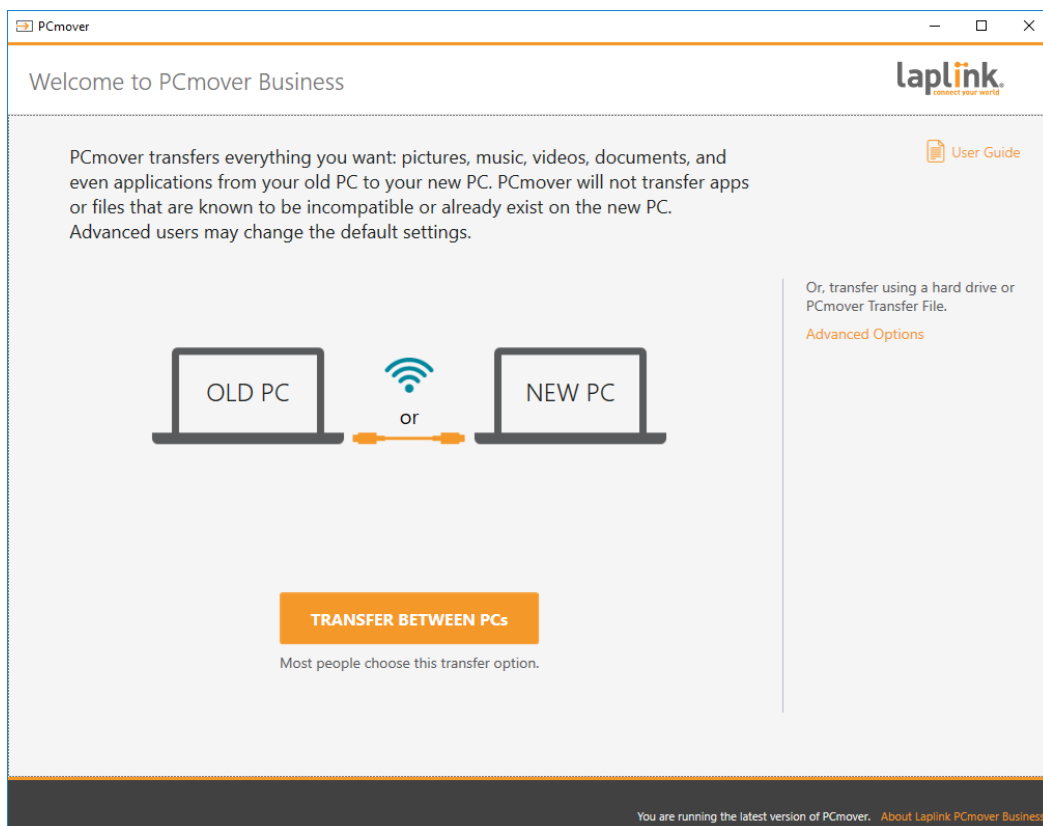 PCmover
Welcome to PCmover Business
laplink.
connect your world
PCmover transfers everything you want: pictures, music, videos, documents, and
even applications from your old PC to your new PC. PCmover will not transfer apps
or files that are known to be incompatible or already exist on the new PC.
Advanced users may change the default settings.
User Guide
Or, transfer using a hard drive or
PCmover Transfer File.
Advanced Options
OLD PC
or
NEW PC
TRANSFER BETWEEN PCs
Most people choose this transfer option.
You are running the latest version of PCmover. About Laplink PCmover Business